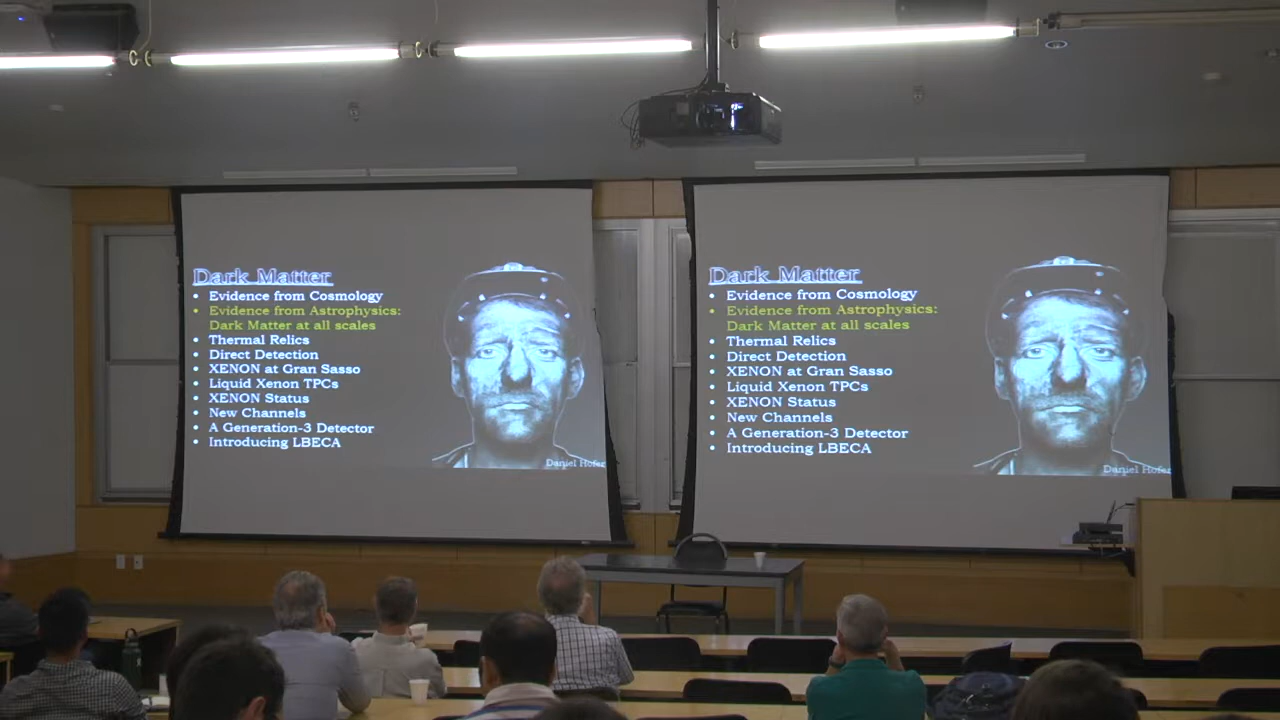 Dark Matter
• Evidence from Cosmology
• Evidence from Astrophysics:
Dark Matter at all scales
• Thermal Relics
• Direct Detection
• XENON at Gran Sasso
• Liquid Xenon TPCs
• XENON Status
• New Channels
• A Generation-3 Detector
• Introducing LBECA
Daniel Hofer
Dark Matter
• Evidence from Cosmology
• Evidence from Astrophysics:
Dark Matter at all scales
• Thermal Relics
• Direct Detection
• XENON at Gran Sasso
• Liquid Xenon TPCs
• XENON Status
• New Channels
• A Generation-3 Detector
• Introducing LBECA
Daniel Hofer